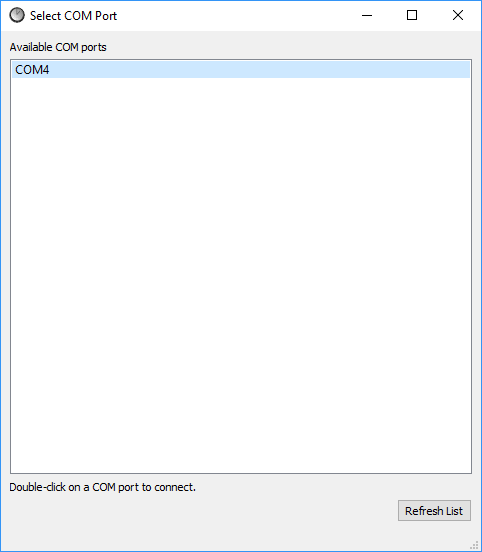 Select COM Port
Available COM ports
COM4
Double-click on a COM port to connect.
Refresh List